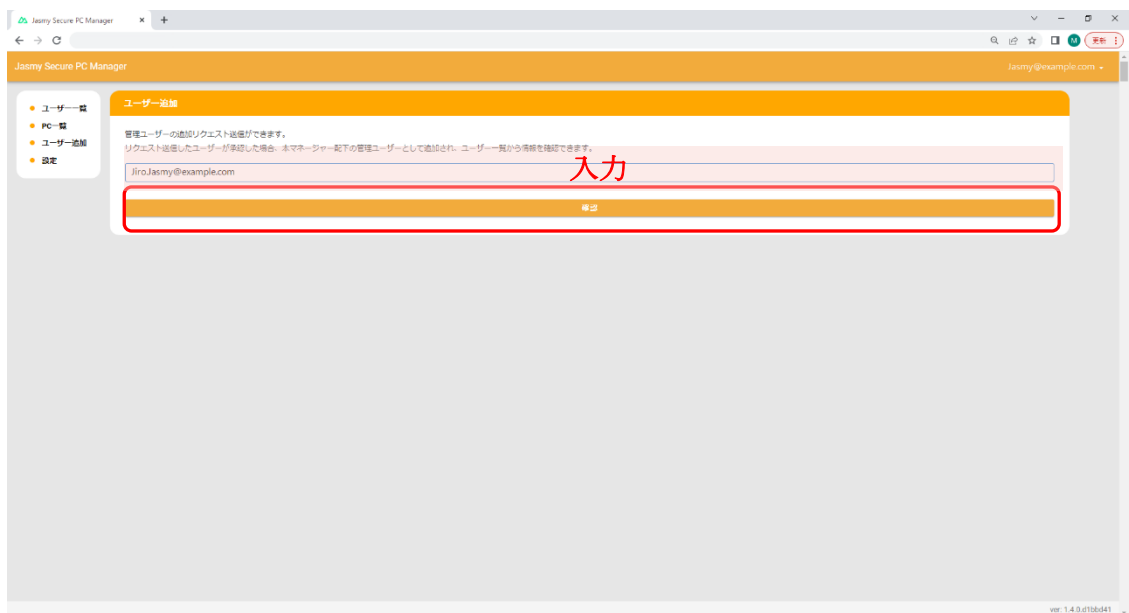 Jasmy Secure PC Manager
更新
Jasmy Secure PC Manager
Jasmy@example.com
ユーザー一覧
PC一覧
ユーザー追加
設定
ユーザー追加
管理ユーザーの追加リクエスト送信ができます。
リクエスト送信したユーザーが承認した場合、本マネージャー配下の管理ユーザーとして追加され、ユーザー一覧から情報を確認できます。
入力
Jiro.Jasmy@example.com
確認
ver: 1.4.0.d1bbd41